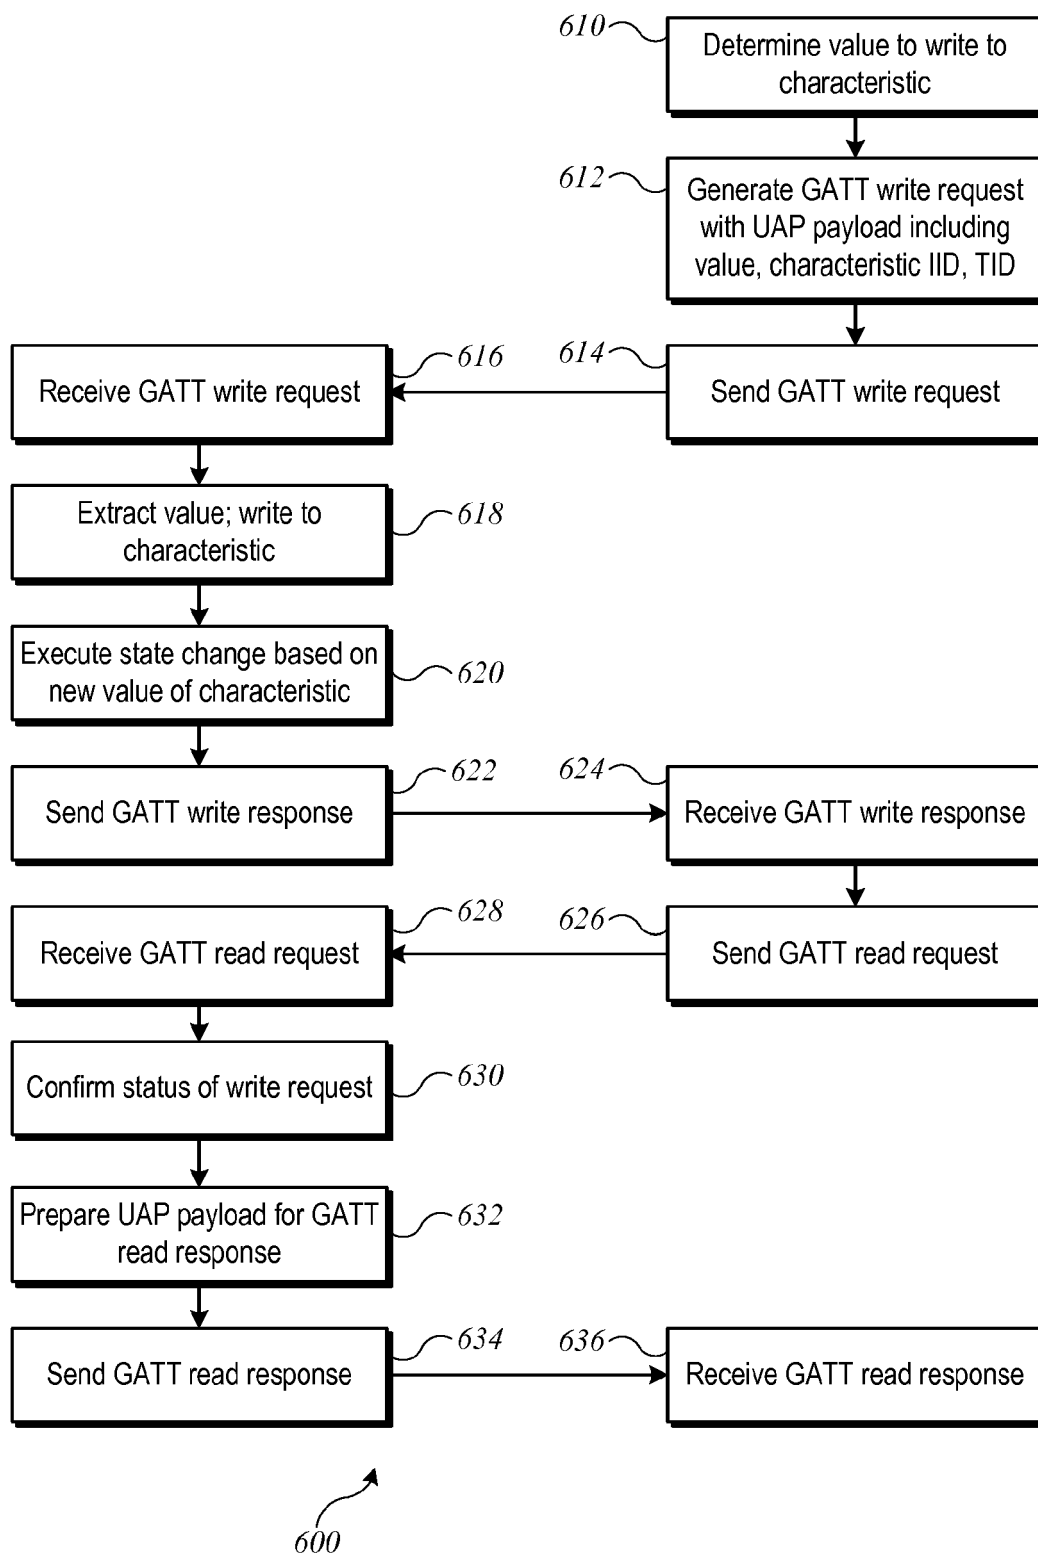 610
Determine value to write to
characteristic
612
Generate GATT write request
with UAP payload including
value, characteristic IID, TID
616
614
Receive GATT write request
Send GATT write request
Extract value; write to
characteristic
618
Execute state change based on
new value of characteristic
620
622
624
Send GATT write response
Receive GATT write response
628
626
Receive GATT read request
Send GATT read request
Confirm status of write request
630
Prepare UAP payload for GATT
read response
632
634
636
Send GATT read response
Receive GATT read response
600